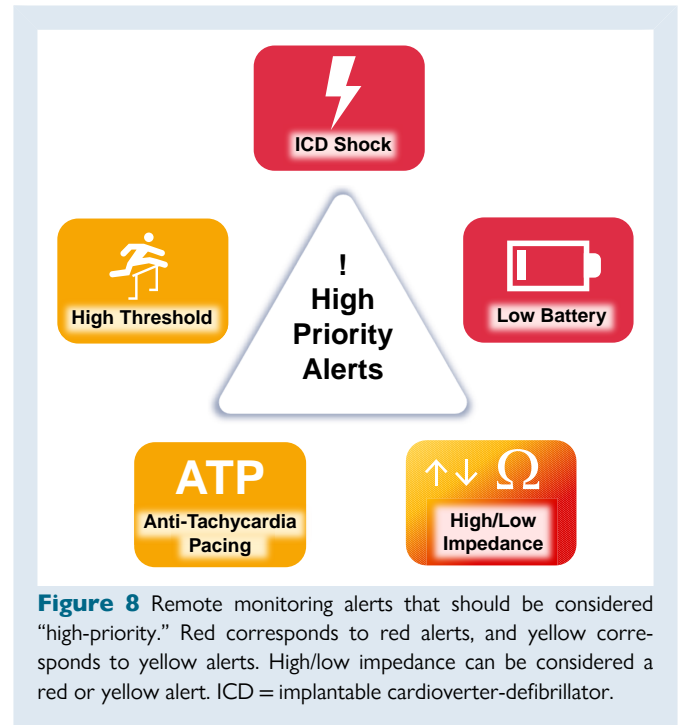 ICD Shock
High Threshold
!
High
Priority
Alerts
Low Battery
ATP
Anti-Tachycardia
Pacing
↑↓ Ω
High/Low
Impedance
Figure 8 Remote monitoring alerts that should be considered
“high-priority.” Red corresponds to red alerts, and yellow corre-
sponds to yellow alerts. High/low impedance can be considered a
red or yellow alert. ICD = implantable cardioverter-defibrillator.